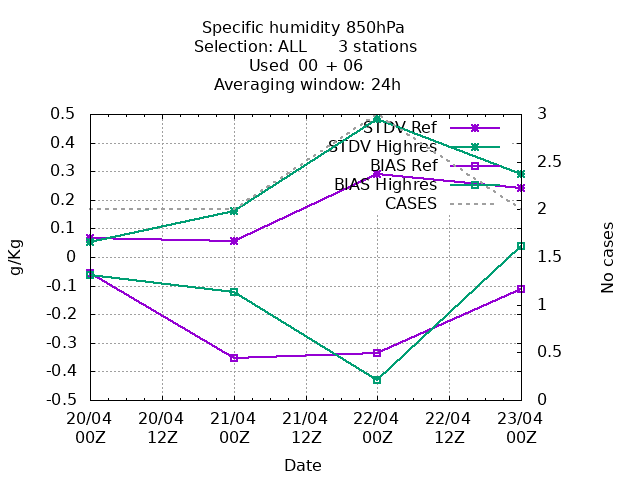 Specific humidity 850hPa
Selection: ALL 3 stations
Used 00 + 06
Averaging window: 24h
0.5
0.4
0.3
0.2
0.1
0
-0.1
-0.2
-0.3
-0.4
-0.5
g/Kg
3
2.5
2
1.5
1
0.5
0
No cases
STDV Ref
STDV Highres
BIAS Ref
BIAS Highres
CASES
20/04 20/04 21/04 21/04 22/04 22/04 23/04
00Z 12Z 00Z 12Z 00Z 12Z 00Z
Date